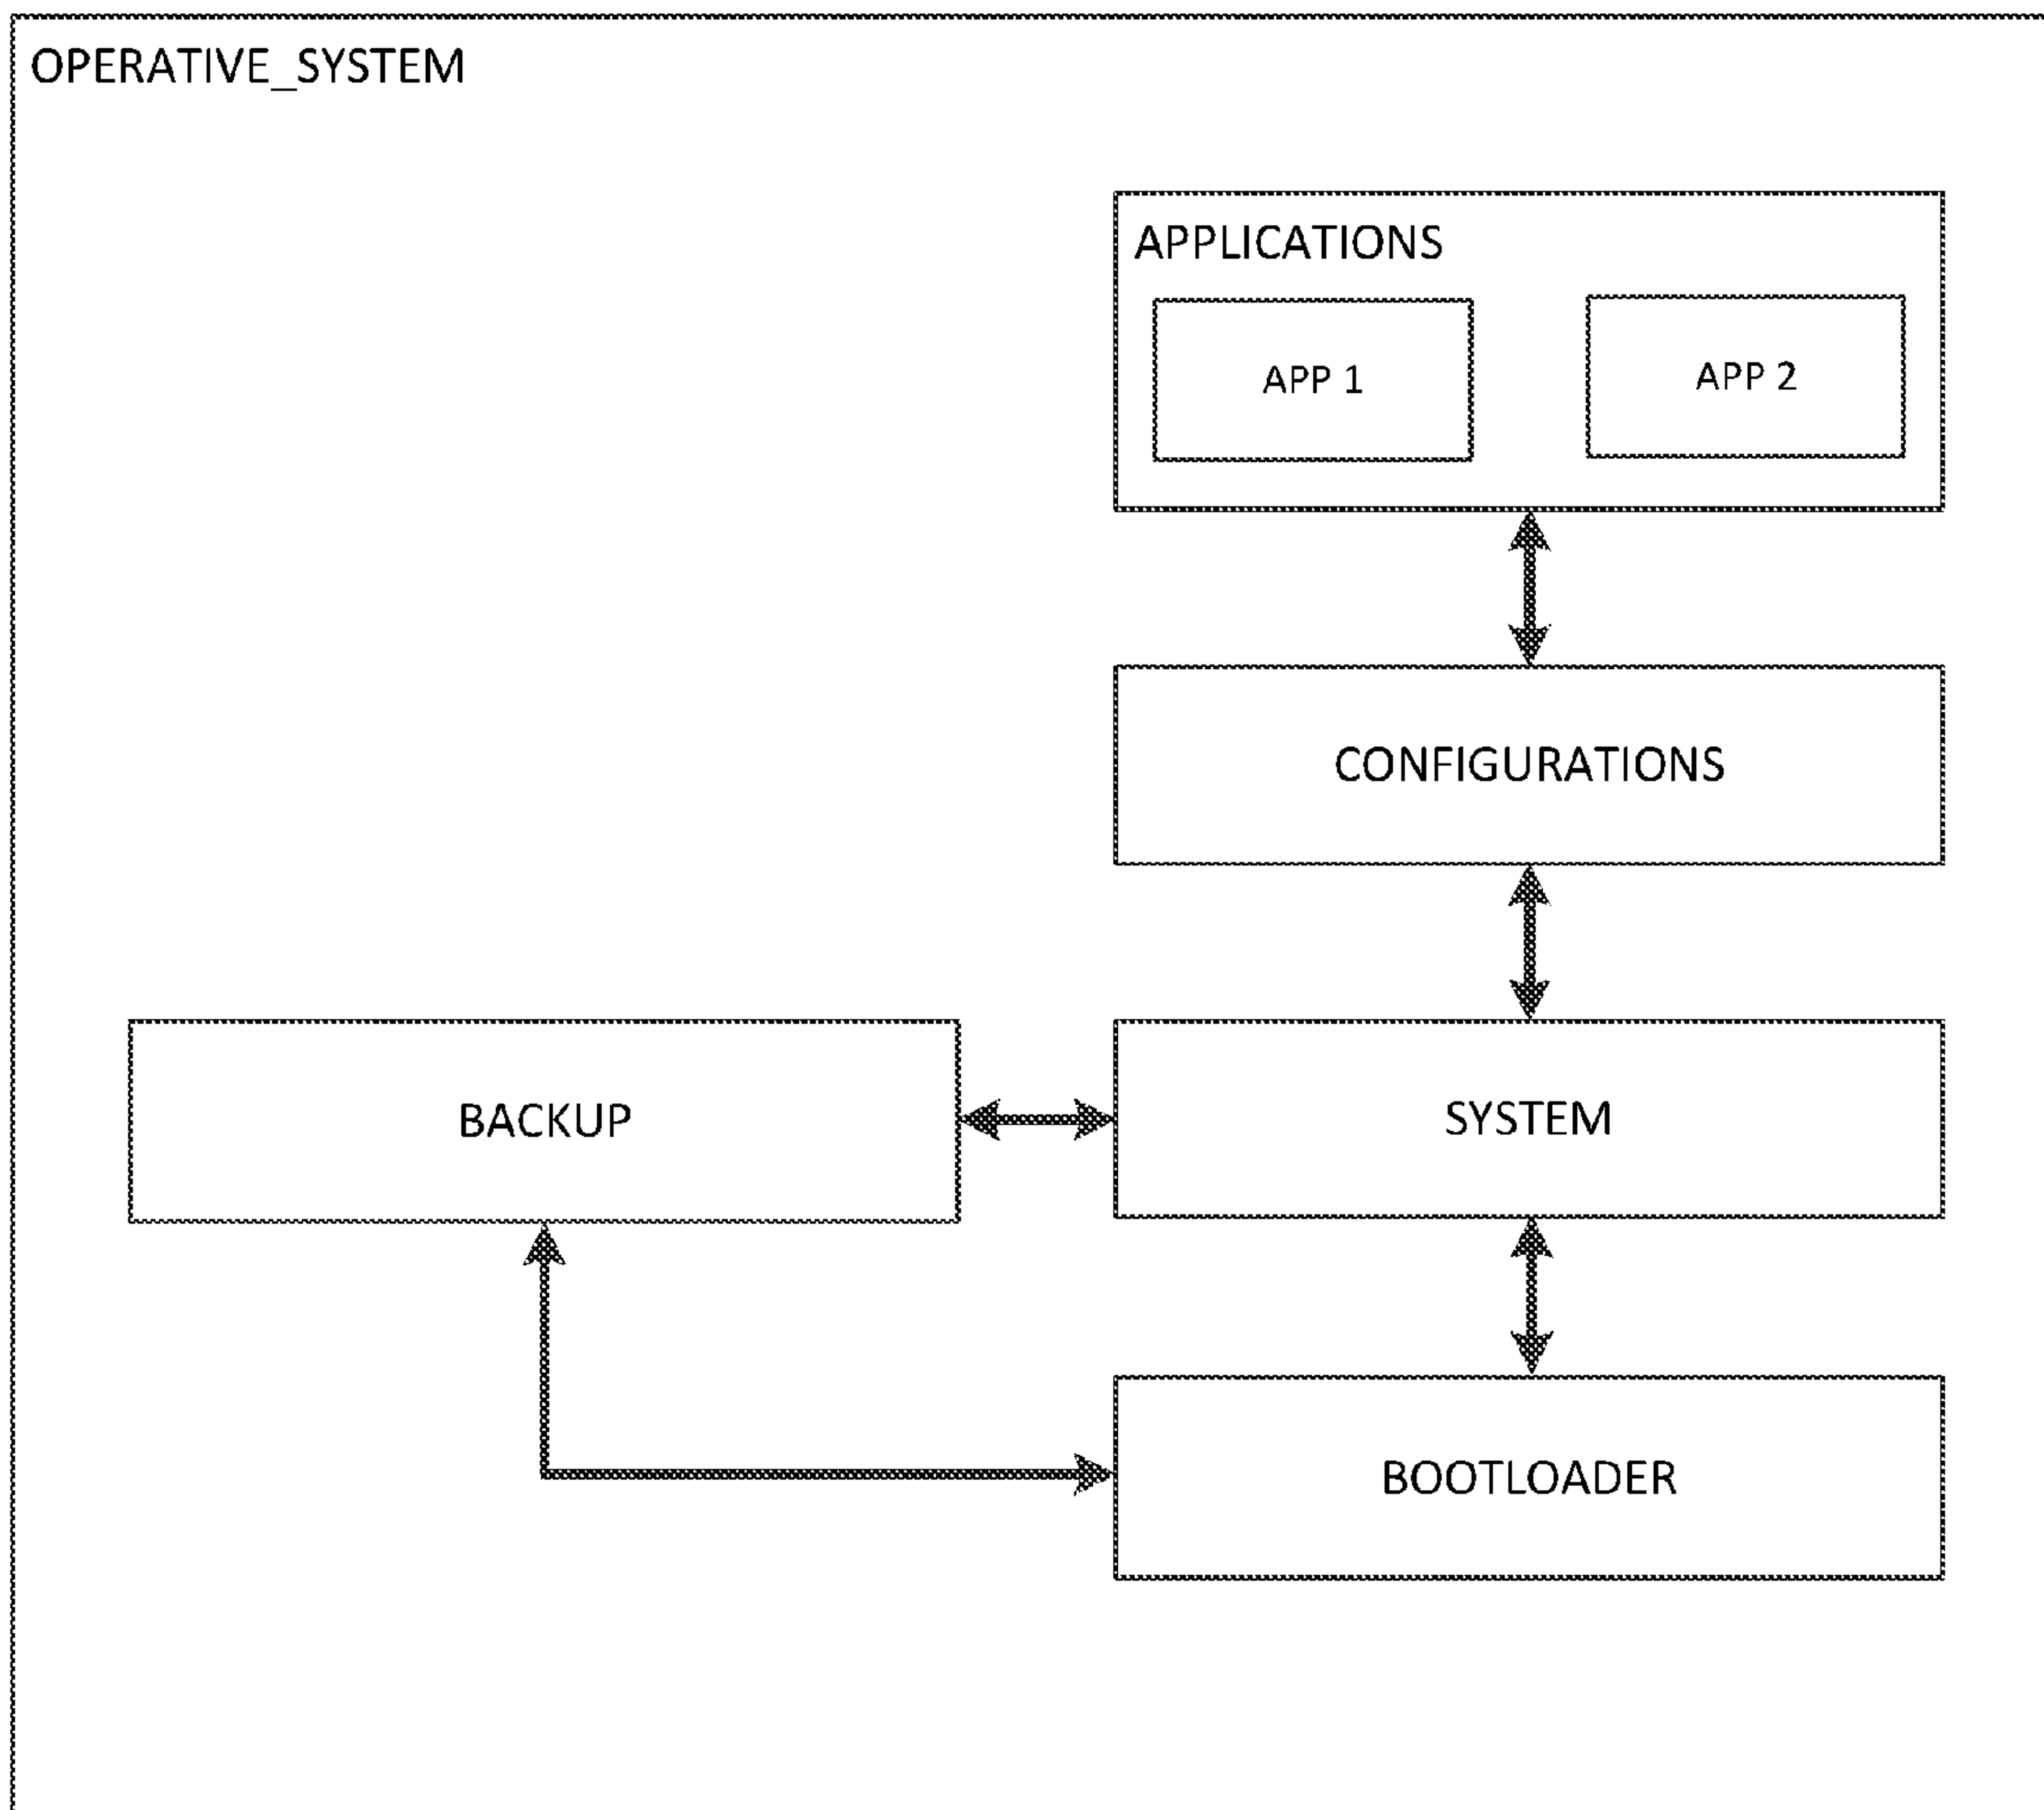 OPERATIVE_SYSTEM
APPLICATIONS
APP 1
APP 2
CONFIGURATIONS
BACKUP
SYSTEM
BOOTLOADER